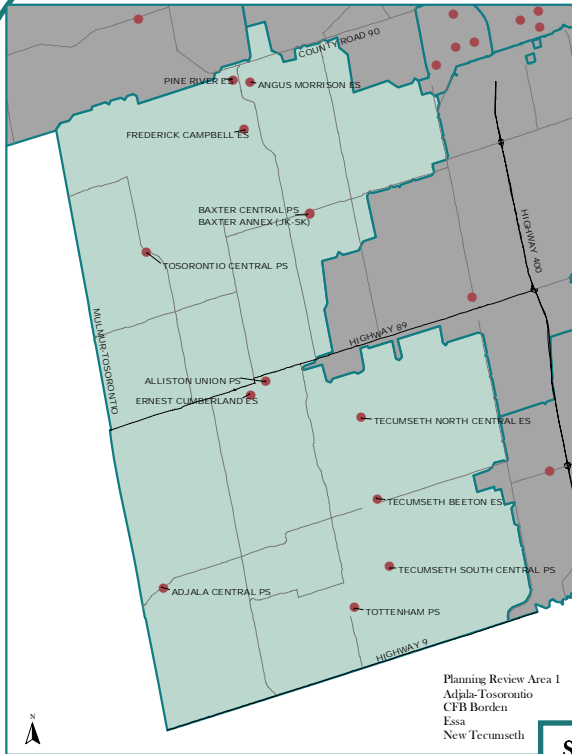 COUNTY ROAD 90
PINE RIVER ES
ANGUS MORRISON ES
FREDERICK CAMPBELL ES
BAXTER CENTRAL PS
BAXTER ANNEX (JK-SK)
HIGHWAY 400
TOSORONTIO CENTRAL PS
MULMUR-TOSORONTIO
HIGHWAY 89
ALLISTON UNION PS
ERNEST CUMBERLAND ES
TECUMSETH NORTH CENTRAL ES
TECUMSETH BEETON ES
TECUMSETH SOUTH CENTRAL PS
ADJALA CENTRAL PS
TOTTENHAM PS
HIGHWAY 9
Planning Review Area 1
Adjala-Tosorontio
CFB Borden
Essa
New Tecumseth
N